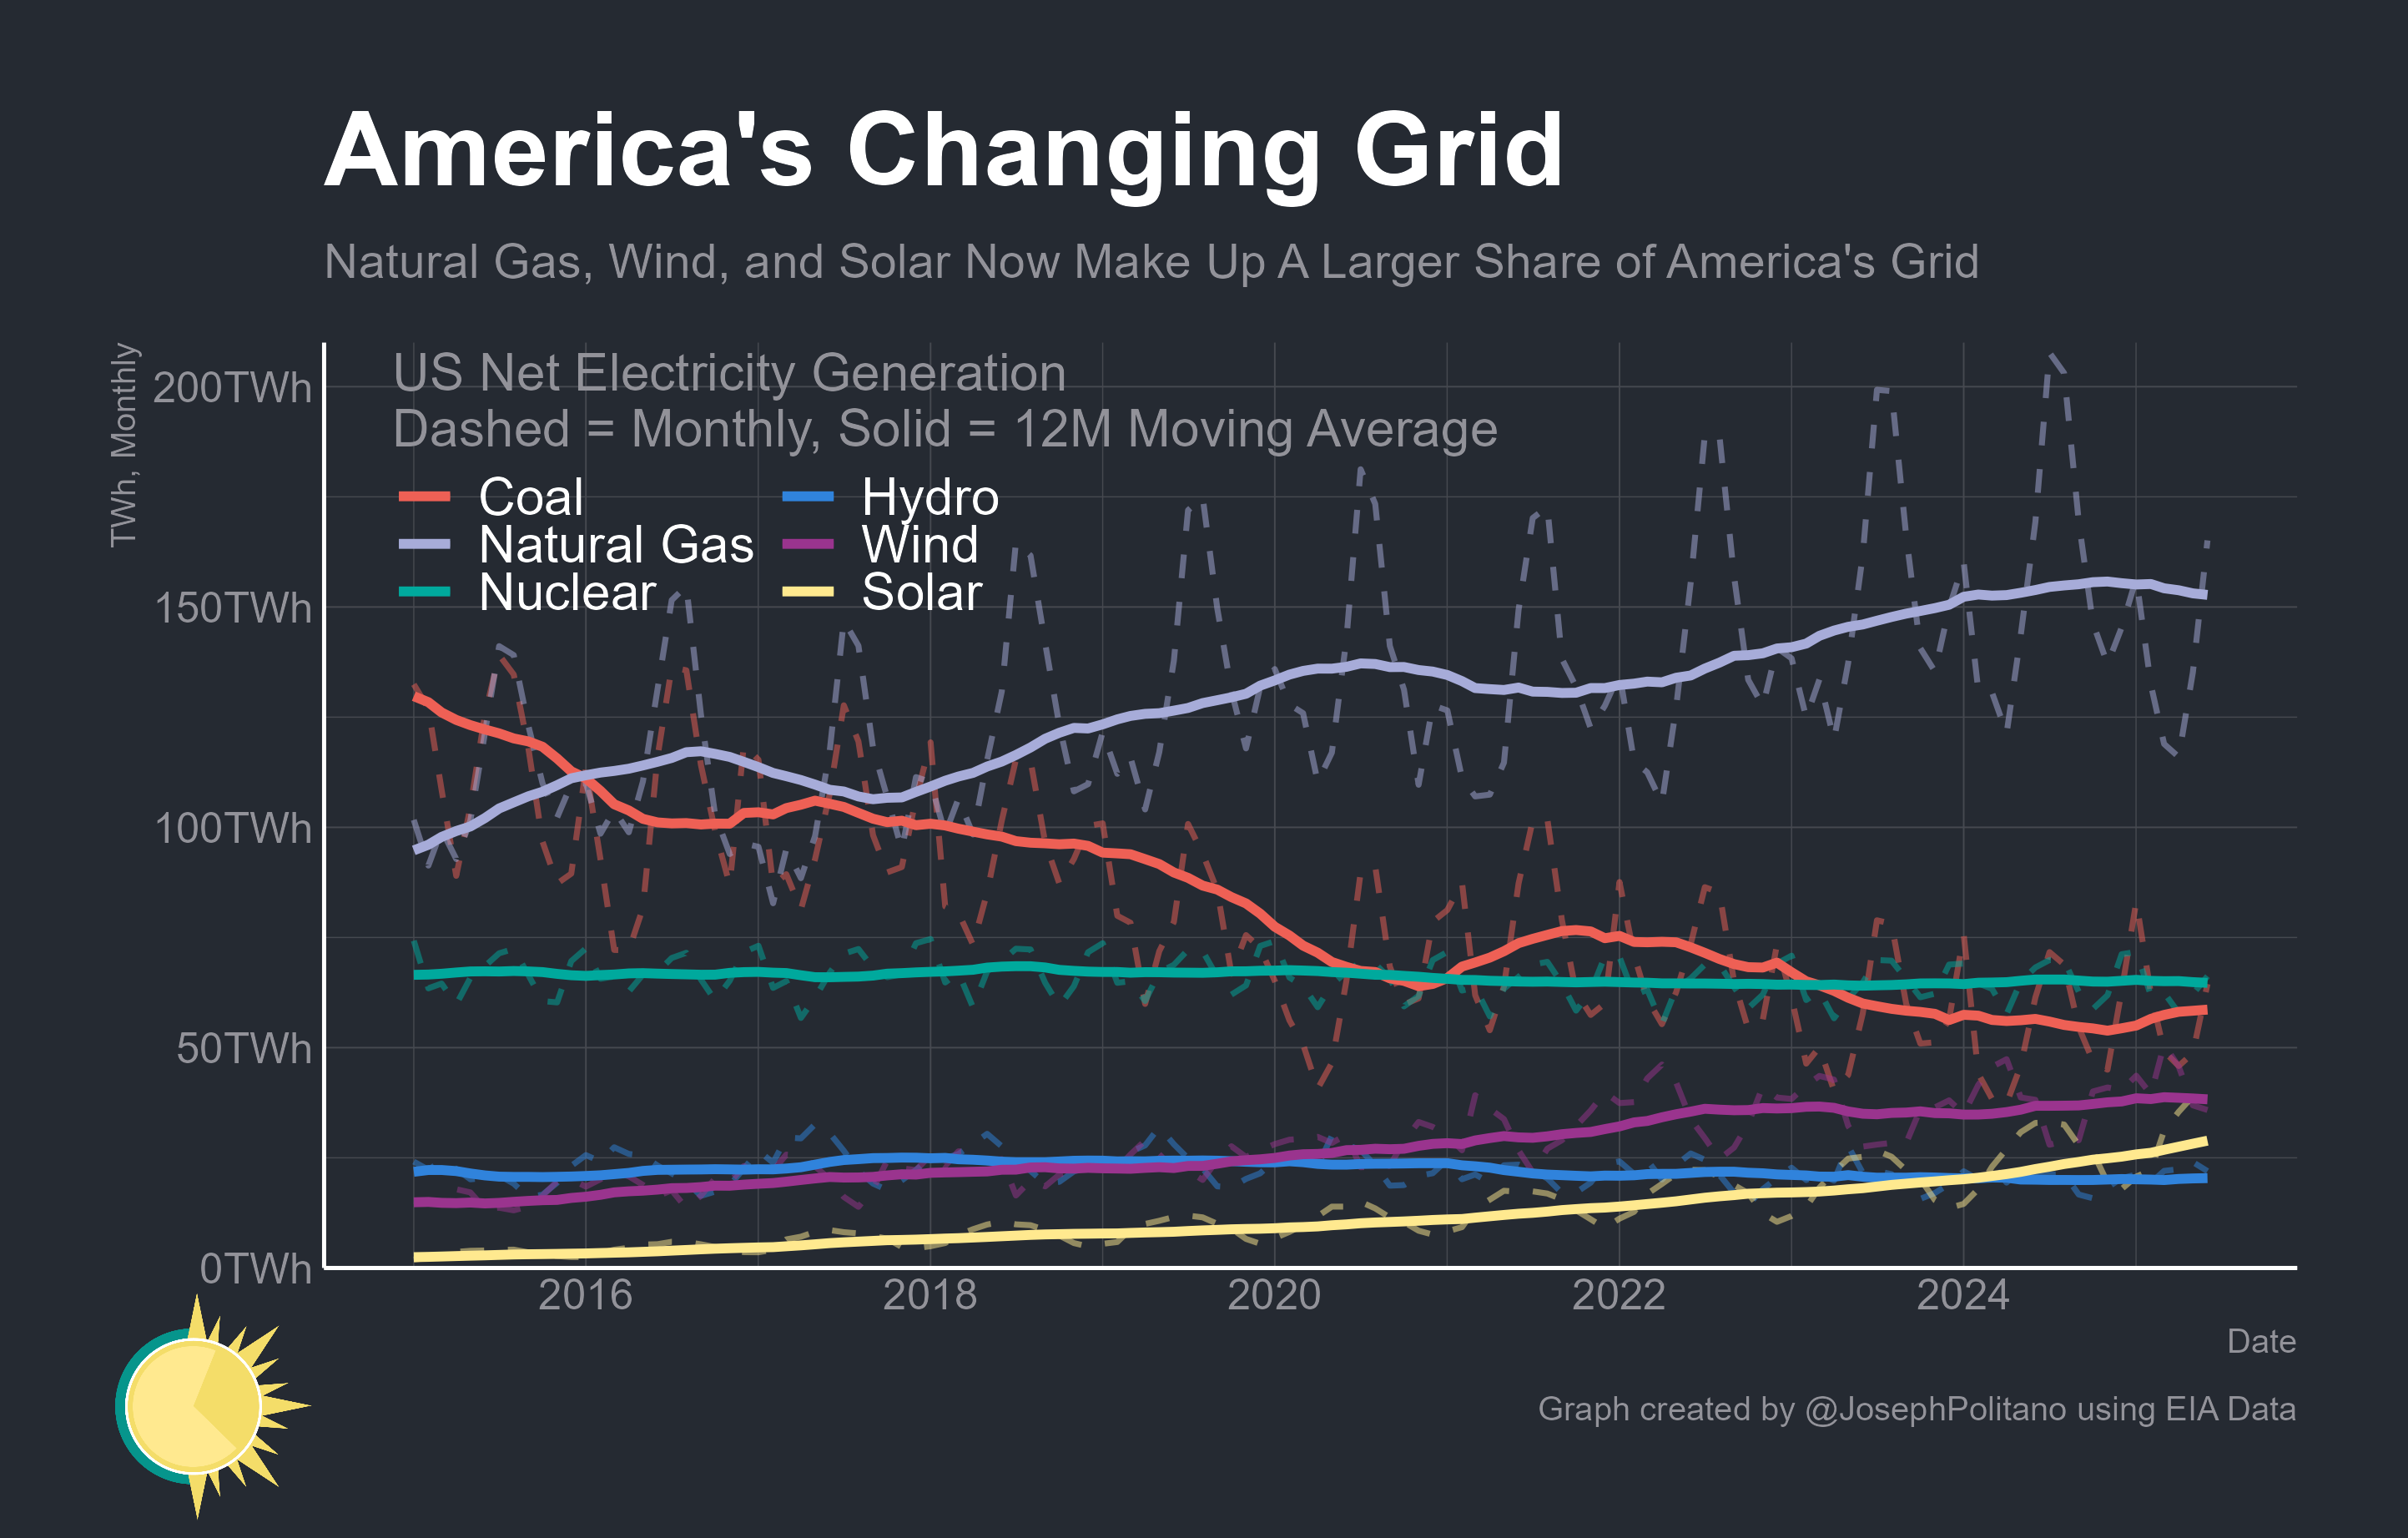 America's Changing Grid
Natural Gas, Wind, and Solar Now Make Up A Larger Share of America's Grid
TWh, Monthly
US Net Electricity Generation
Dashed = Monthly, Solid = 12M Moving Average
Coal
Natural Gas
Nuclear
Hydro
Wind
Solar
200TWh
150TWh
100TWh
50TWh
0TWh
2016
2018
2020
2022
2024
Date
Graph created by @JosephPolitano using EIA Data